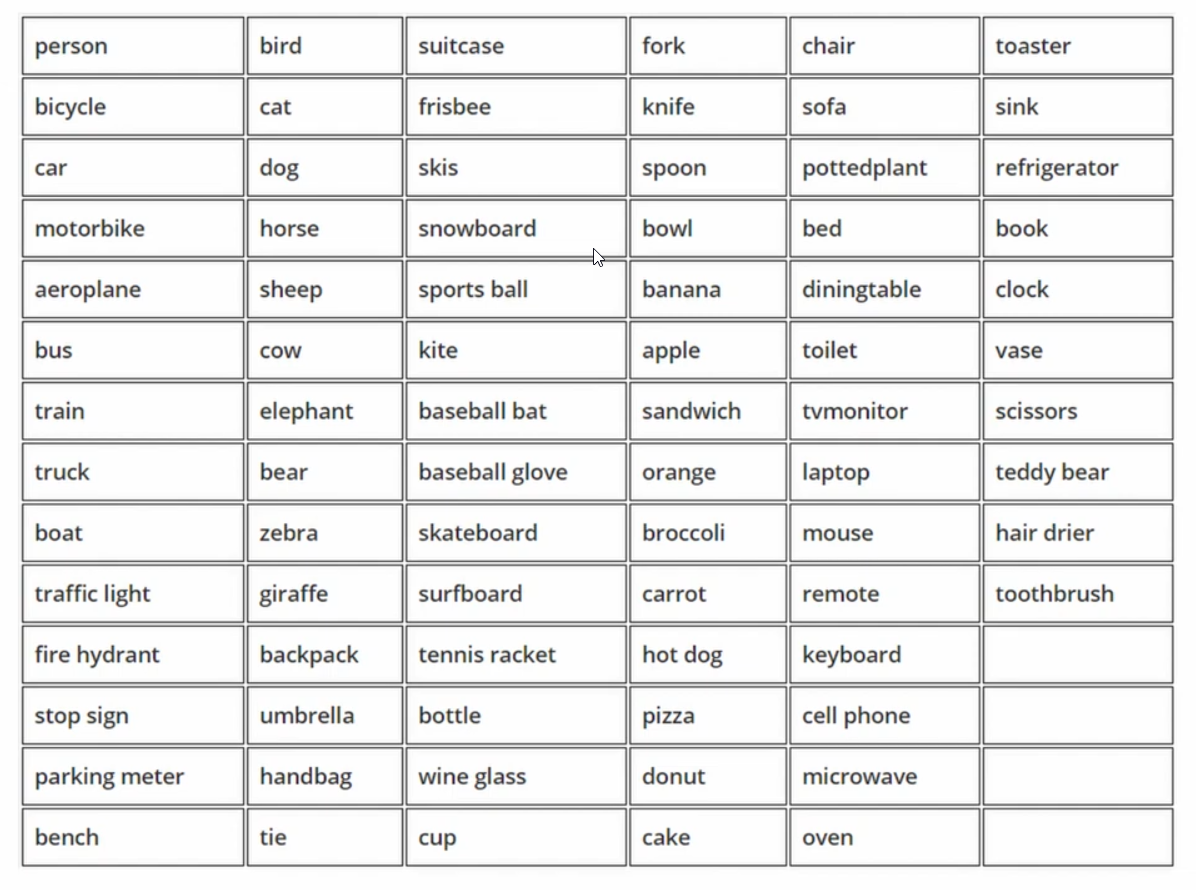 person bird suitcase fork chair toaster
bicycle cat frisbee knife sofa sink
car dog skis spoon pottedplant refrigerator
motorbike horse snowboard bowl bed book
aeroplane sheep sports ball banana diningtable clock
bus cow kite apple toilet vase
train elephant baseball bat sandwich tvmonitor scissors
truck bear baseball glove orange laptop teddy bear
boat zebra skateboard broccoli mouse hair drier
traffic light giraffe surfboard carrot remote toothbrush
fire hydrant backpack tennis racket hot dog keyboard
stop sign umbrella bottle pizza cell phone
parking meter handbag wine glass donut microwave
bench tie cup cake oven